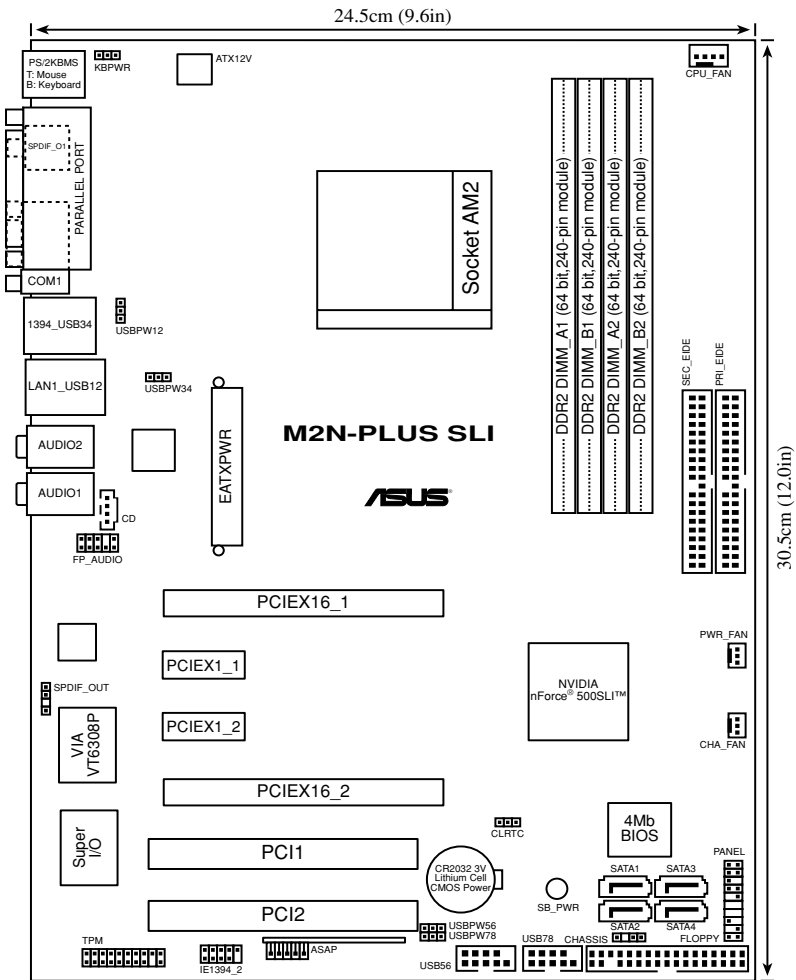 24.5cm (9.6in)
PS/2KBMS
T: Mouse
B: Keyboard
KBPWR
ATX12V
CPU_FAN
SPDIF_O1
PARALLEL PORT
COM1
Socket AM2
DDR2 DIMM_A1 (64 bit,240-pin module)
DDR2 DIMM_B1 (64 bit,240-pin module)
DDR2 DIMM_A2 (64 bit,240-pin module)
DDR2 DIMM_B2 (64 bit,240-pin module)
1394_USB34
USBPW12
LAN1_USB12
USBPW34
SEC_EIDE
PRI_EIDE
30.5cm (12.0in)
AUDIO2
EATXPWR
M2N-PLUS SLI
AUDIO1
CD
ASUS®
FP_AUDIO
PCIEX16_1
PWR_FAN
PCIEX1_1
SPDIF_OUT
NVIDIA
nForce® 500SLI™
VIA
VT6308P
PCIEX1_2
CHA_FAN
PCIEX16_2
CLRTC
4Mb
BIOS
Super
I/O
PCI1
CR2032 3V
Lithium Cell
CMOS Power
PANEL
SATA1
SATA3
SB_PWR
PCI2
SATA2
SATA4
USBPW56
USBPW78
TPM
IE1394_2
ASAP
USB56
USB78
CHASSIS
FLOPPY